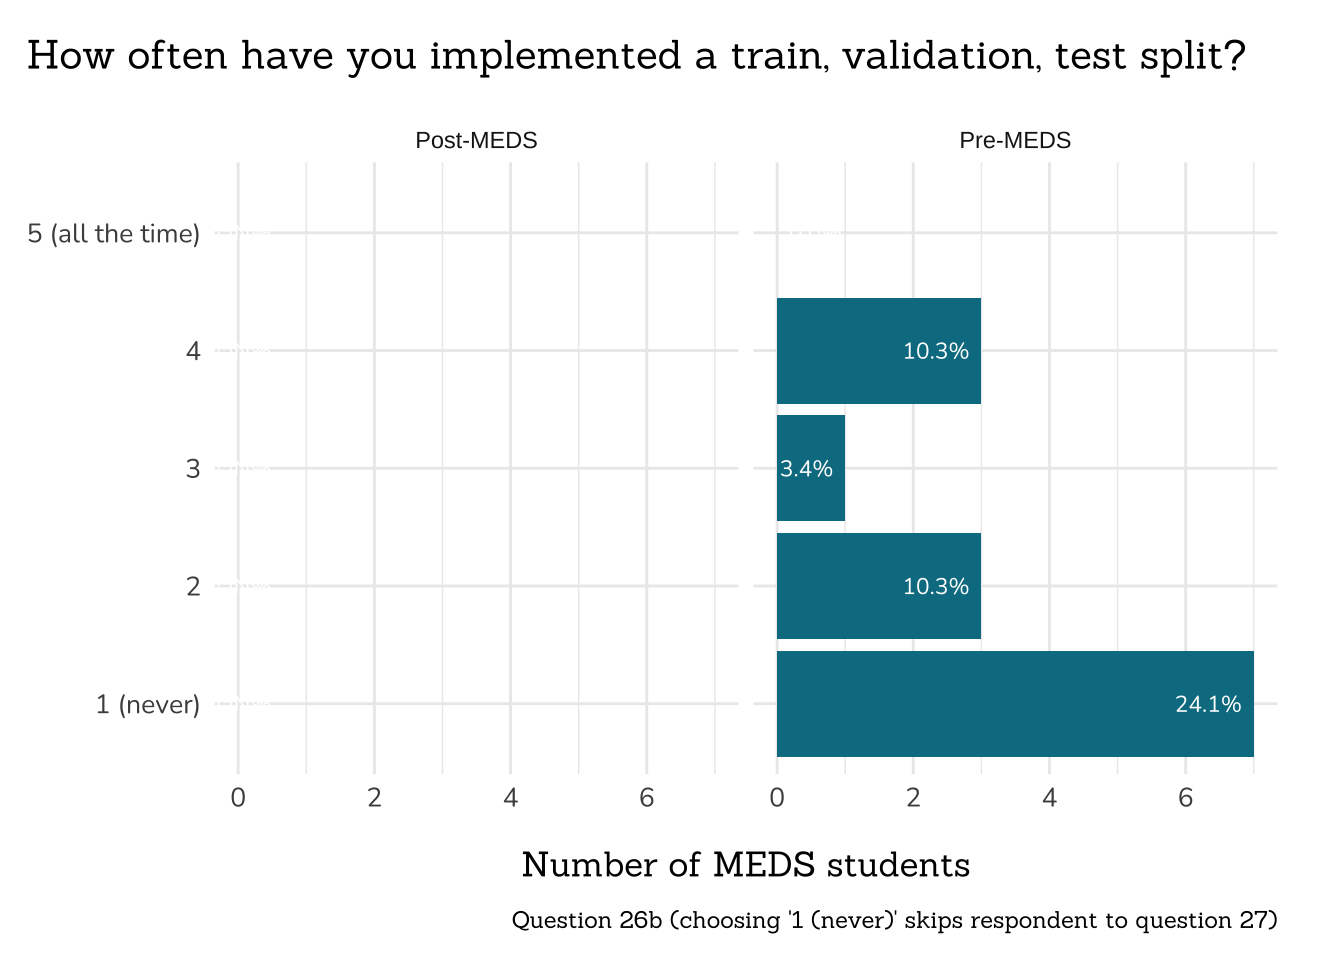 How often have you implemented a train, validation, test split?
Post-MEDS Pre-MEDS
5 (all the time)
4 10.3%
3 3.4%
2 10.3%
1 (never) 24.1%
0 2 4 6 0 2 4 6
Number of MEDS students
Question 26b (choosing '1 (never)' skips respondent to question 27)